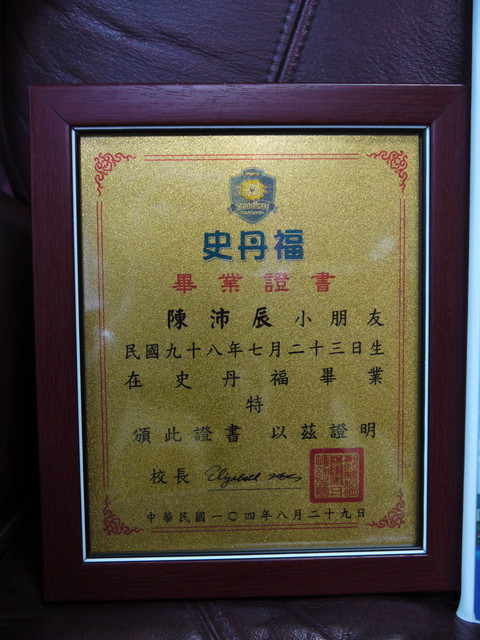 史丹福
畢業證書
陳沛辰小朋友
民國九十八年七月二十三日生
在史丹福畢業
特
頒此證書 以茲證明
校長 Elizabeth
中華民國一〇四年八月二十九日